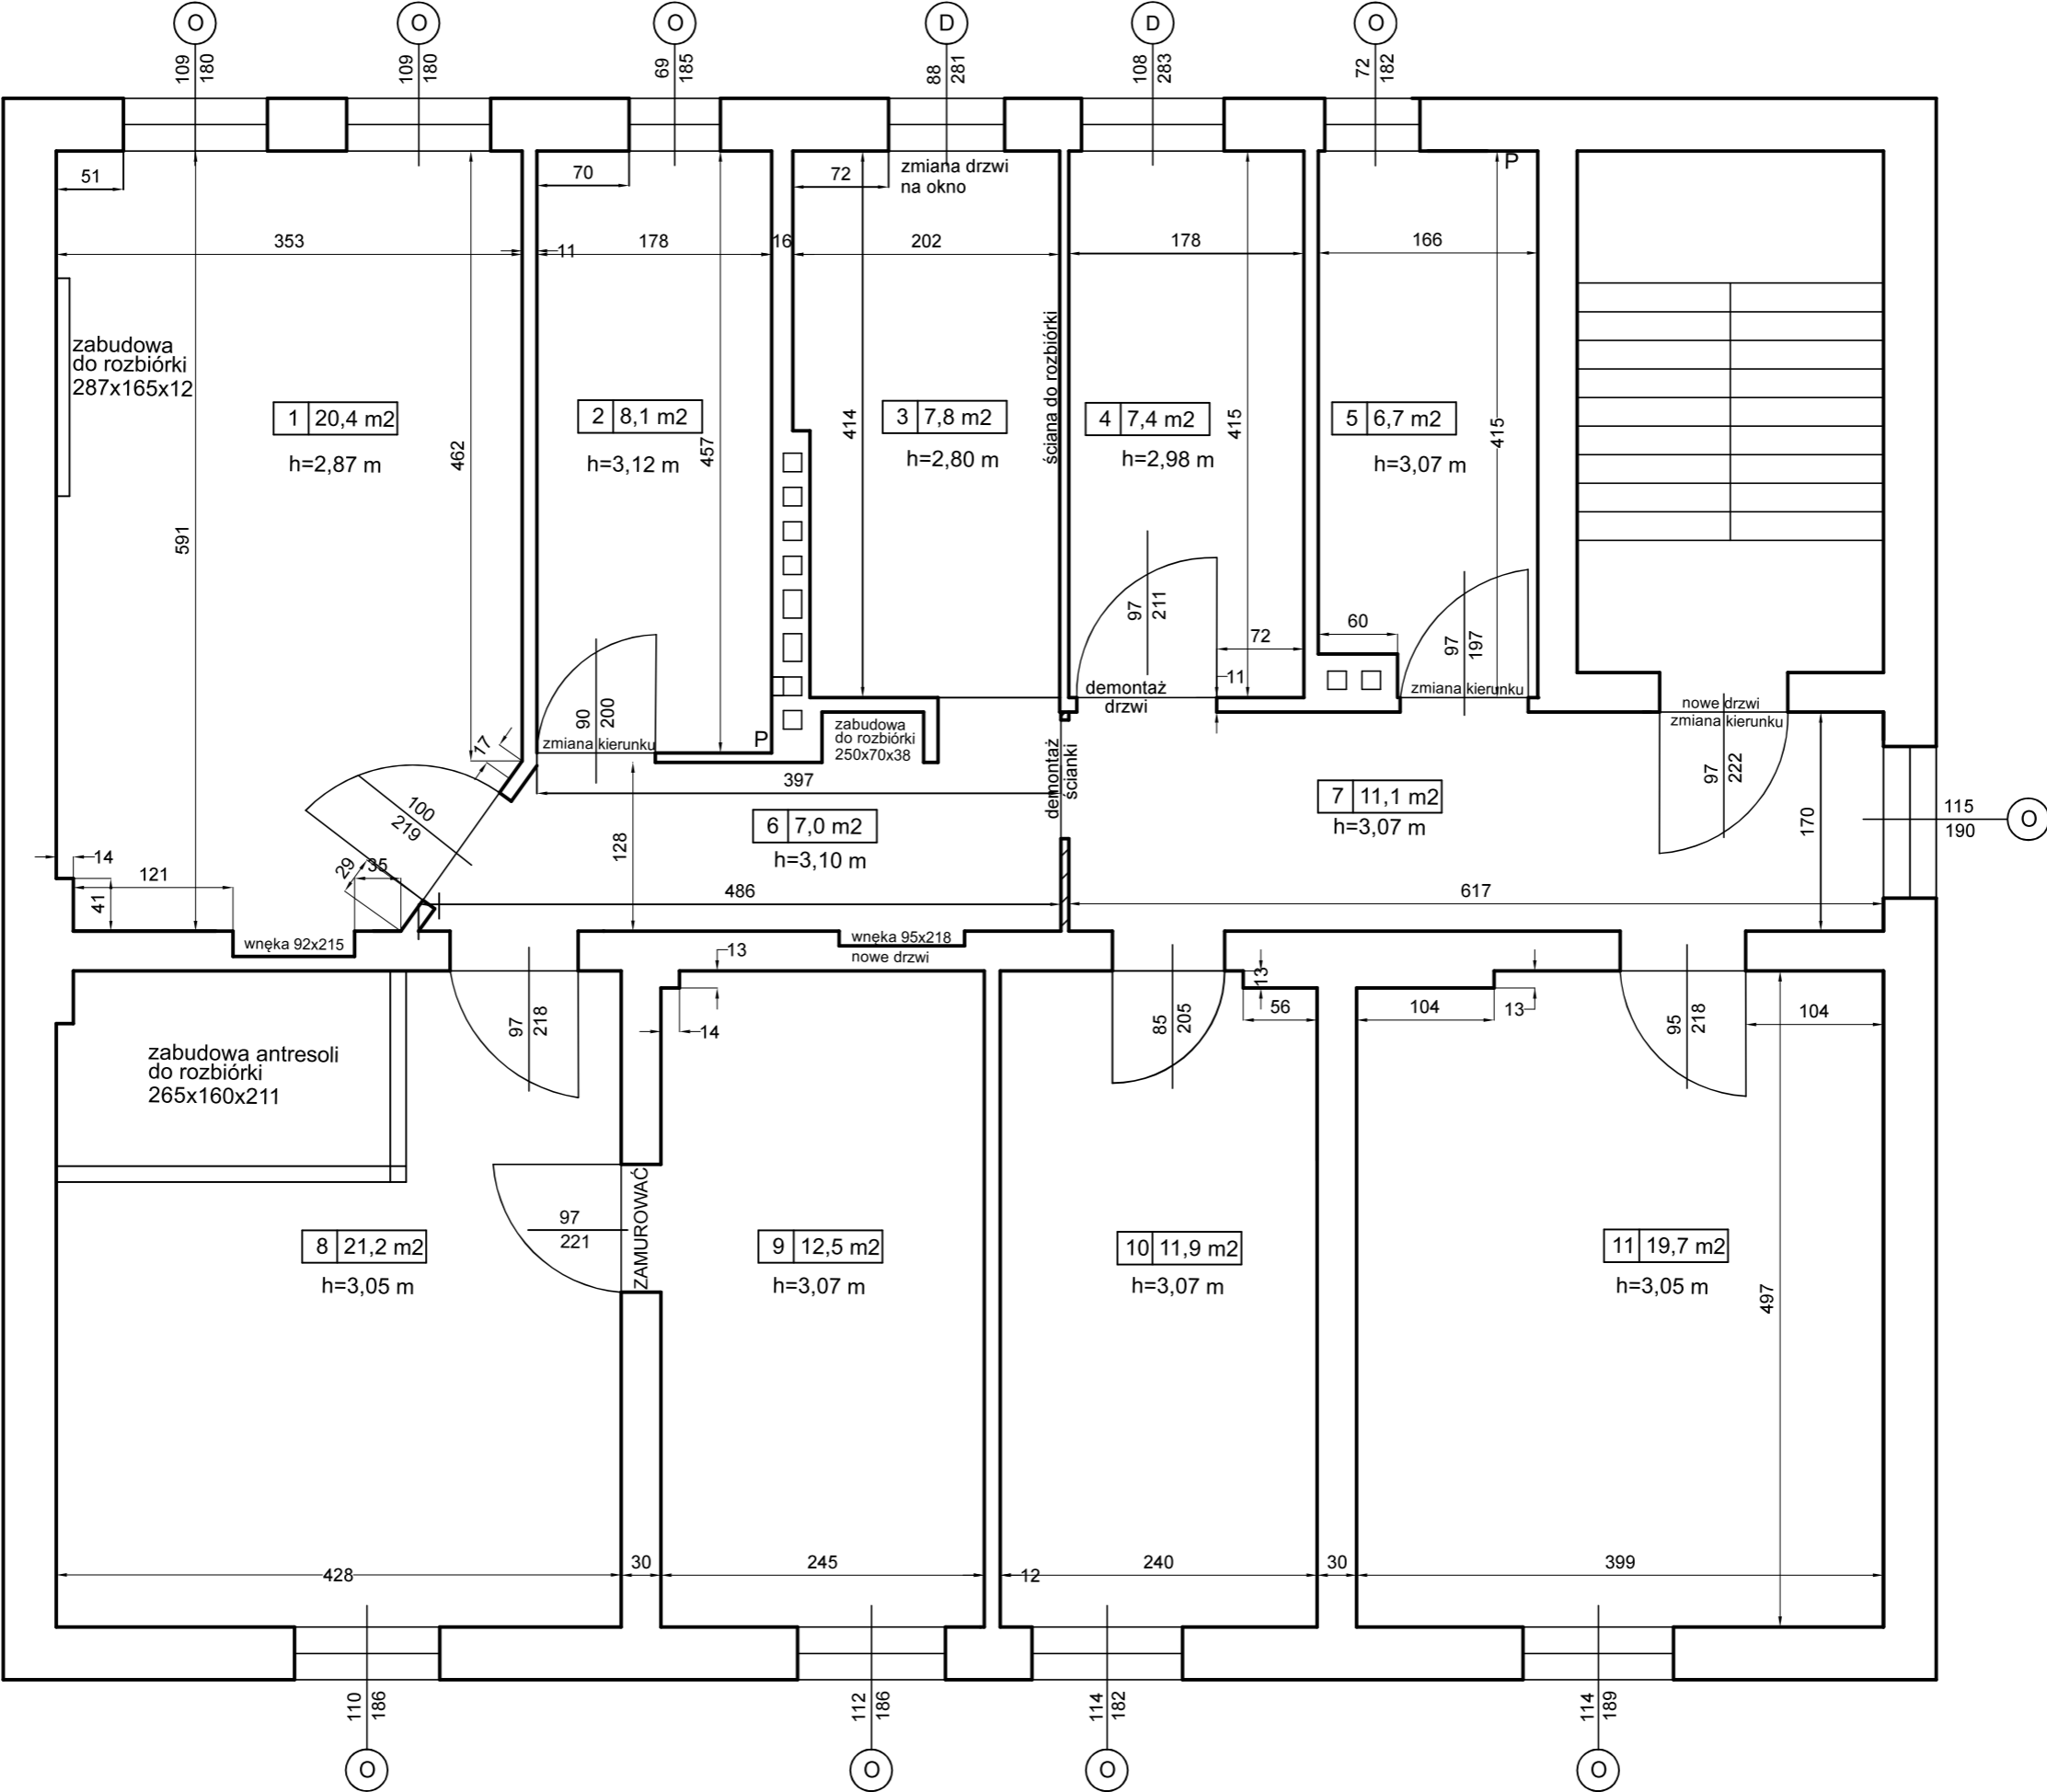 O
O
O
D
D
O
109
180
109
180
69
185
88
281
108
283
72
182
51
70
72
zmiana drzwi
na okno
P
353
11
178
16
202
178
166
zabudowa
do rozbiórki
287x165x12
ściana do rozbiórki
1 20,4 m2
h=2,87 m
2 8,1 m2
h=3,12 m
3 7,8 m2
h=2,80 m
4 7,4 m2
h=2,98 m
5 6,7 m2
h=3,07 m
462
457
414
415
415
591
97
211
72
60
97
197
11
demontaż
drzwi
zmiana kierunku
nowe drzwi
zmiana kierunku
97
222
90
200
zmiana kierunku
P
zabudowa
do rozbiórki
250x70x38
17
397
demontaż
ścianki
100
219
6 7,0 m2
h=3,10 m
7 11,1 m2
h=3,07 m
128
170
115
190
O
14
121
41
29
35
486
617
wnęka 92x215
wnęka 95x218
nowe drzwi
13
14
13
56
104
13
104
97
218
85
205
95
218
zabudowa antresoli
do rozbiórki
265x160x211
97
221
ZAMUROWAĆ
8 21,2 m2
h=3,05 m
9 12,5 m2
h=3,07 m
10 11,9 m2
h=3,07 m
11 19,7 m2
h=3,05 m
497
428
30
245
12
240
30
399
110
186
112
186
114
182
114
189
O
O
O
O